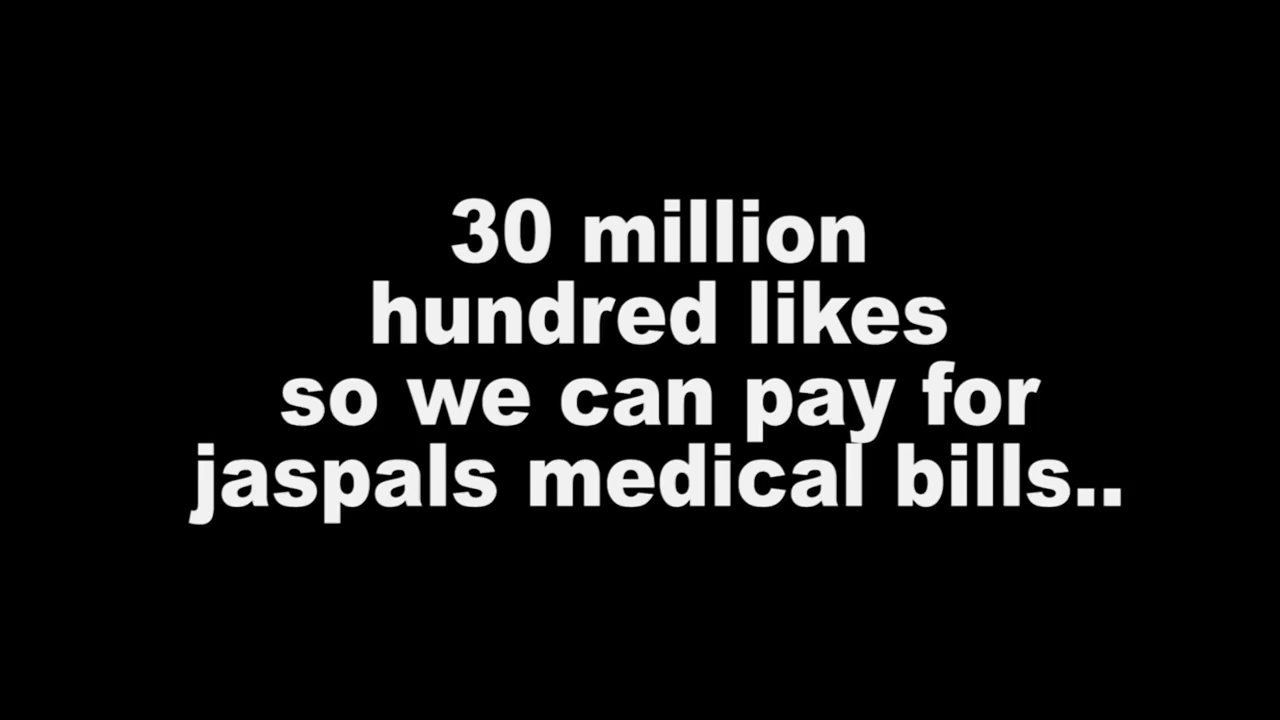 30 million
hundred likes
so we can pay for
jaspals medical bills..